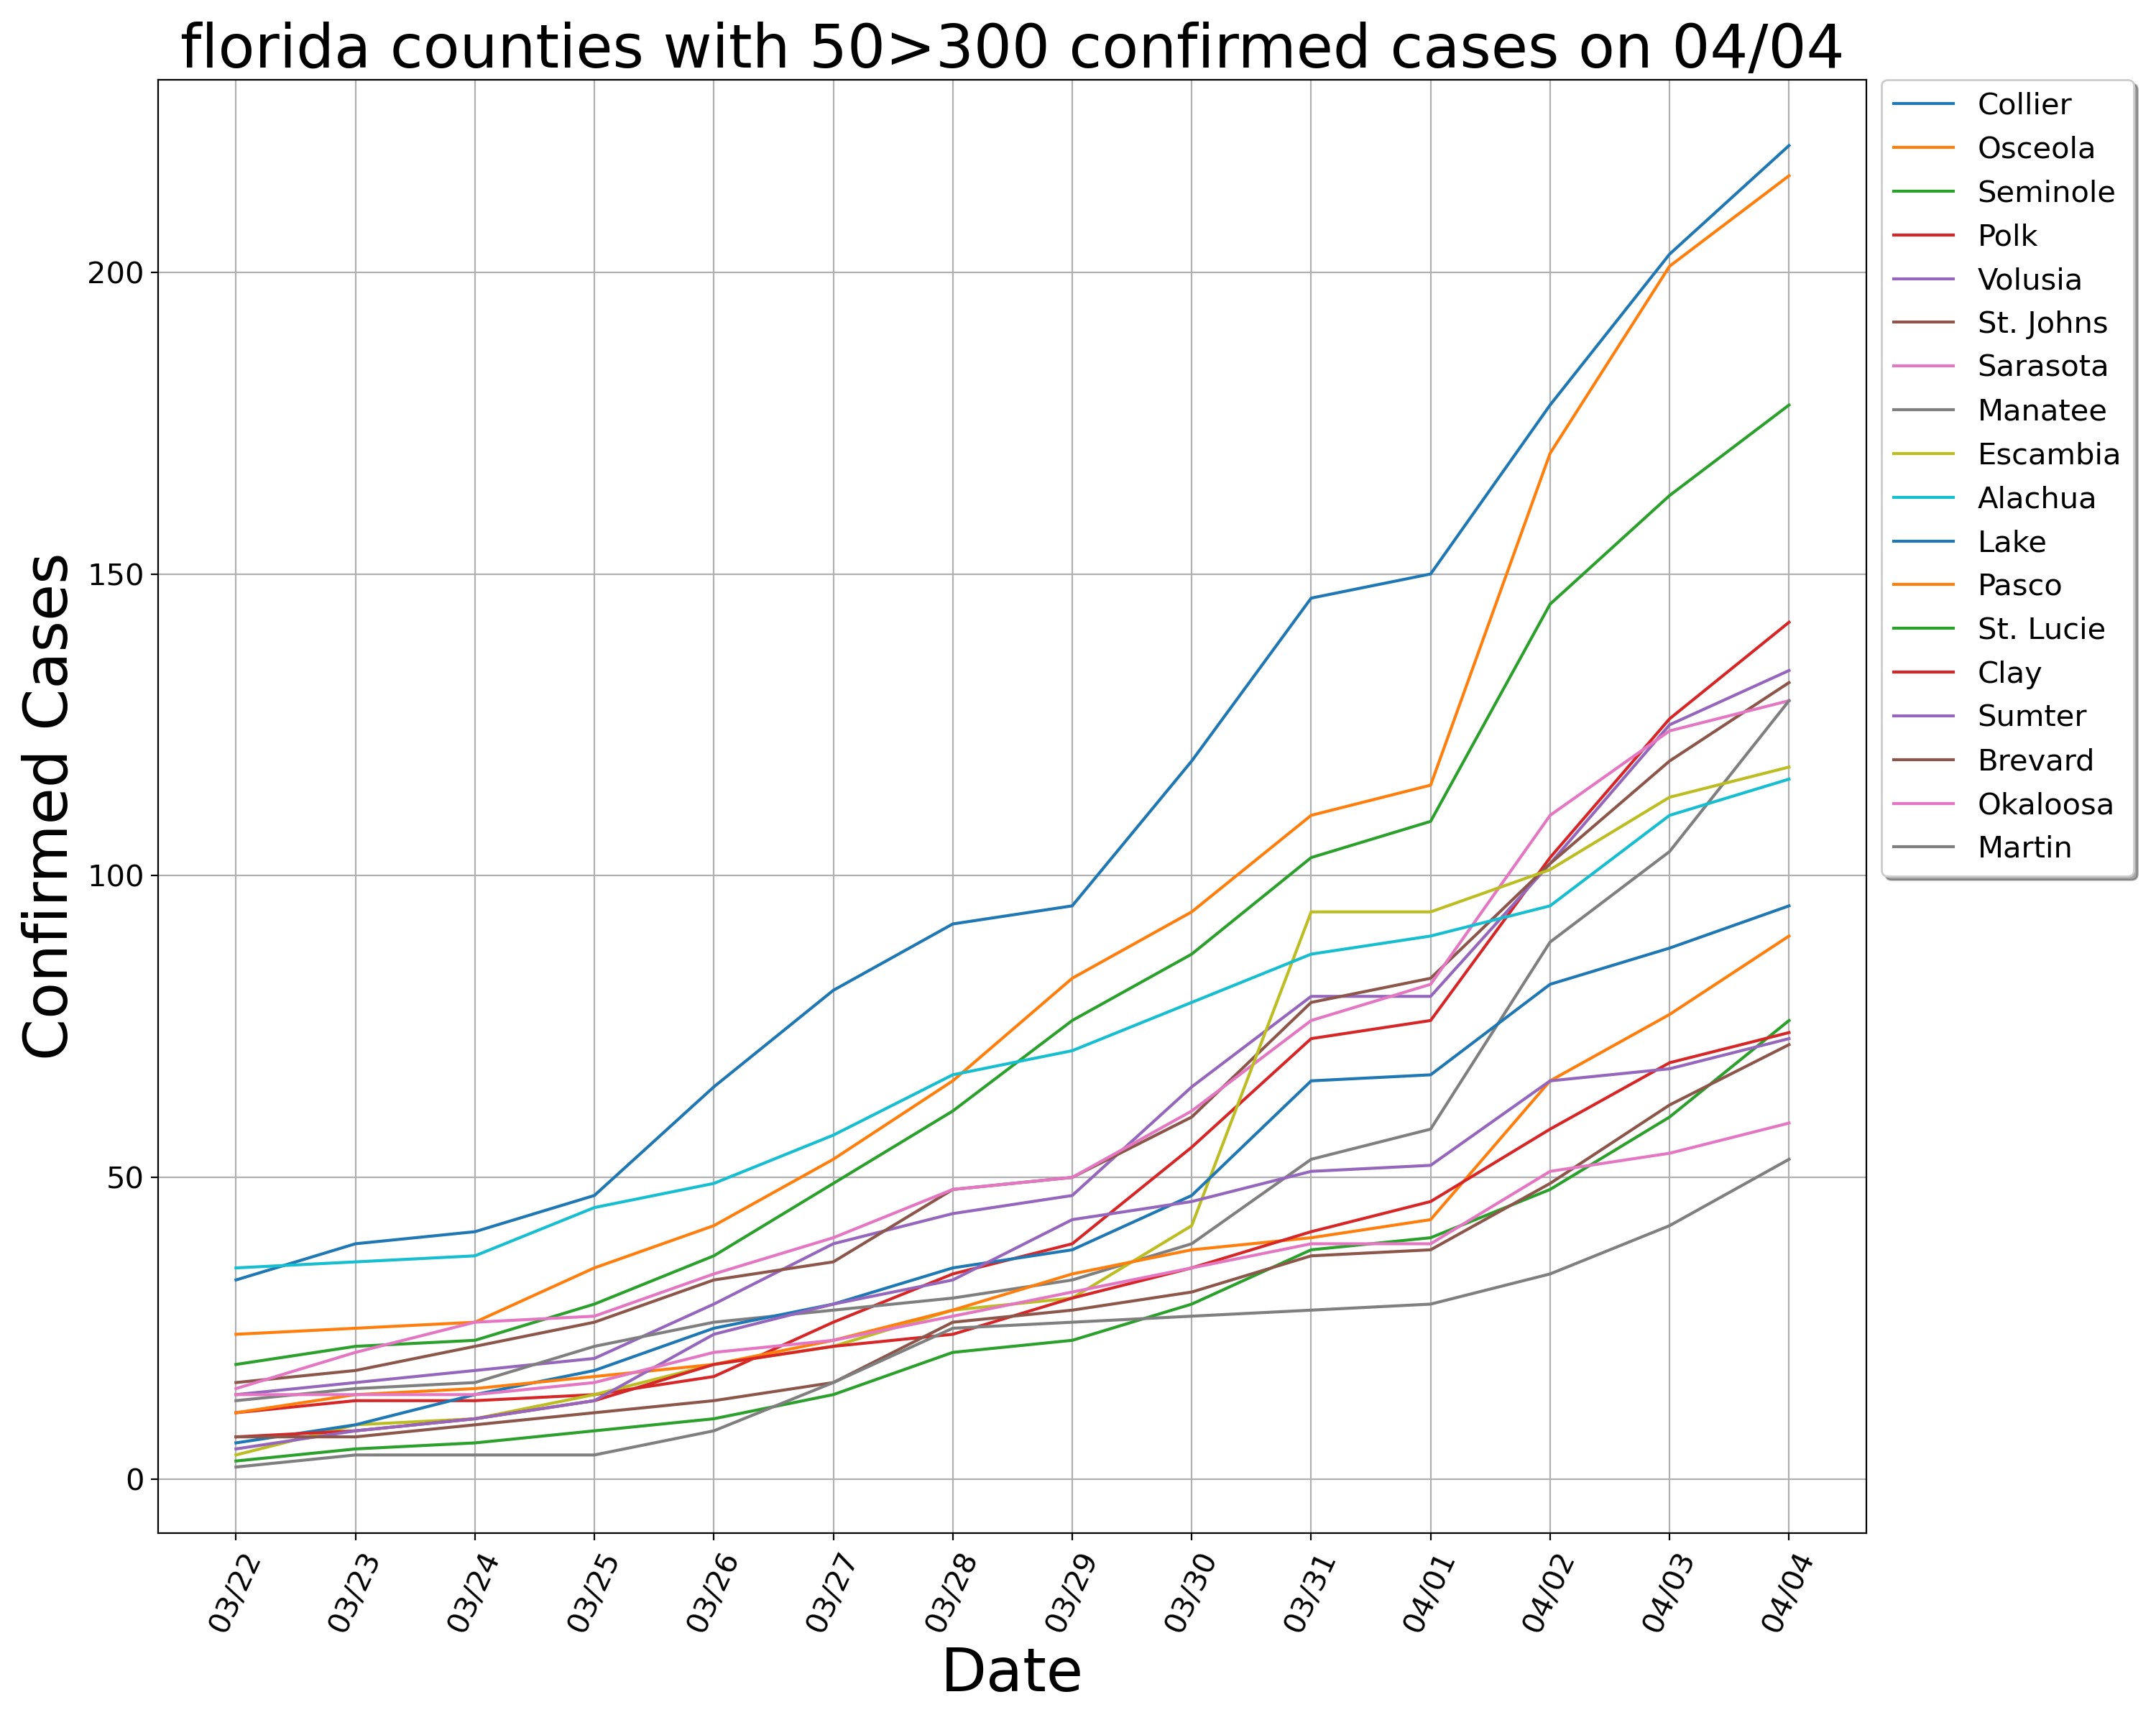 florida counties with 50>300 confirmed cases on 04/04
Collier
Osceola
Seminole
Polk
Volusia
St. Johns
Sarasota
Manatee
Escambia
Alachua
Lake
Pasco
St. Lucie
Clay
Sumter
Brevard
Okaloosa
Martin
Confirmed Cases
200
150
100
50
0
03/22
03/23
03/24
03/25
03/26
03/27
03/28
03/29
03/30
03/31
04/01
04/02
04/03
04/04
Date